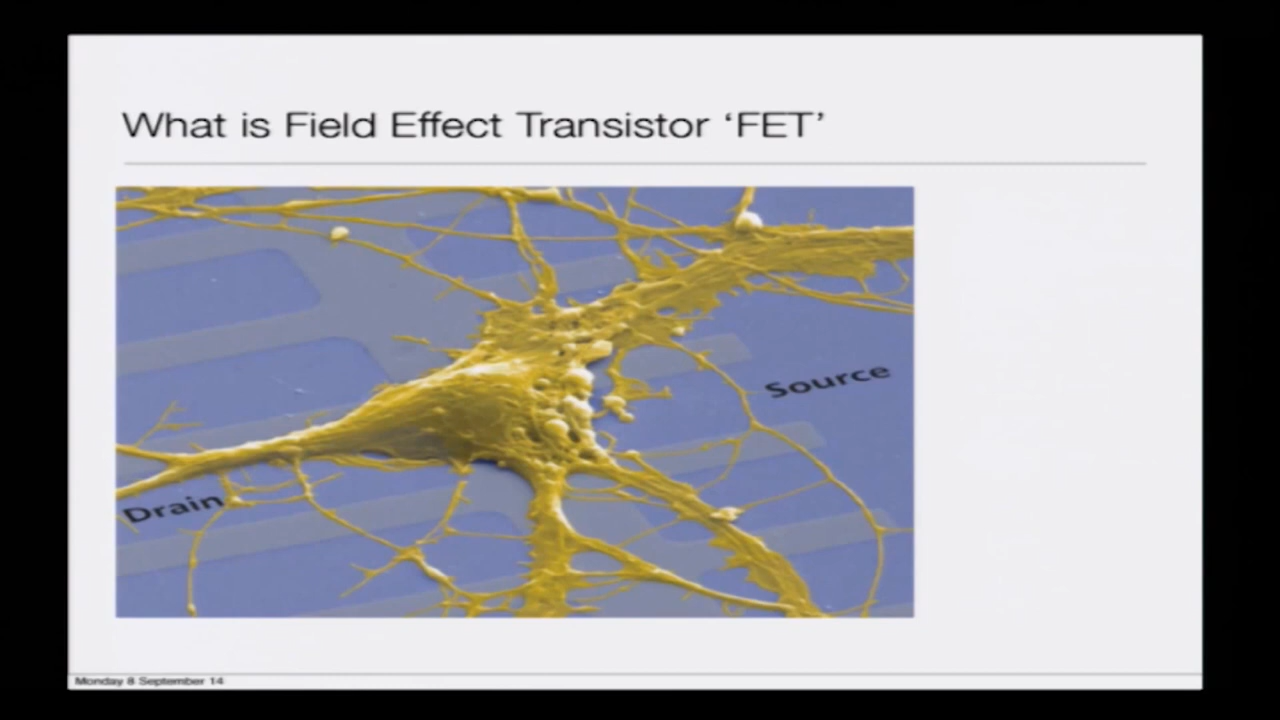 What is Field Effect Transistor ‘FET’
Source
Drain
Monday 8 September 14